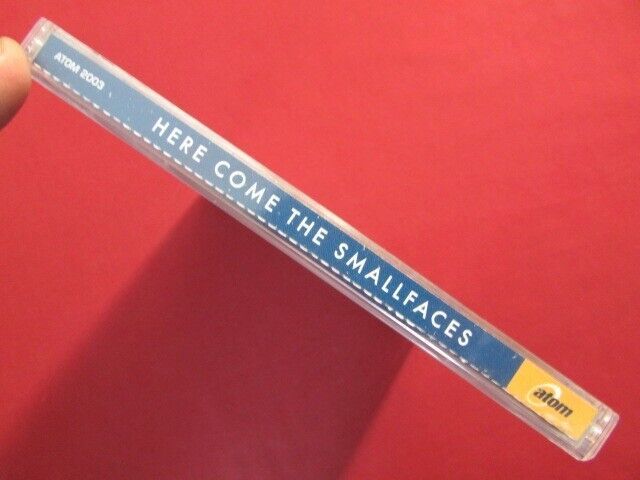 ATOM 2003
HERE COME THE SMALLFACES
atom